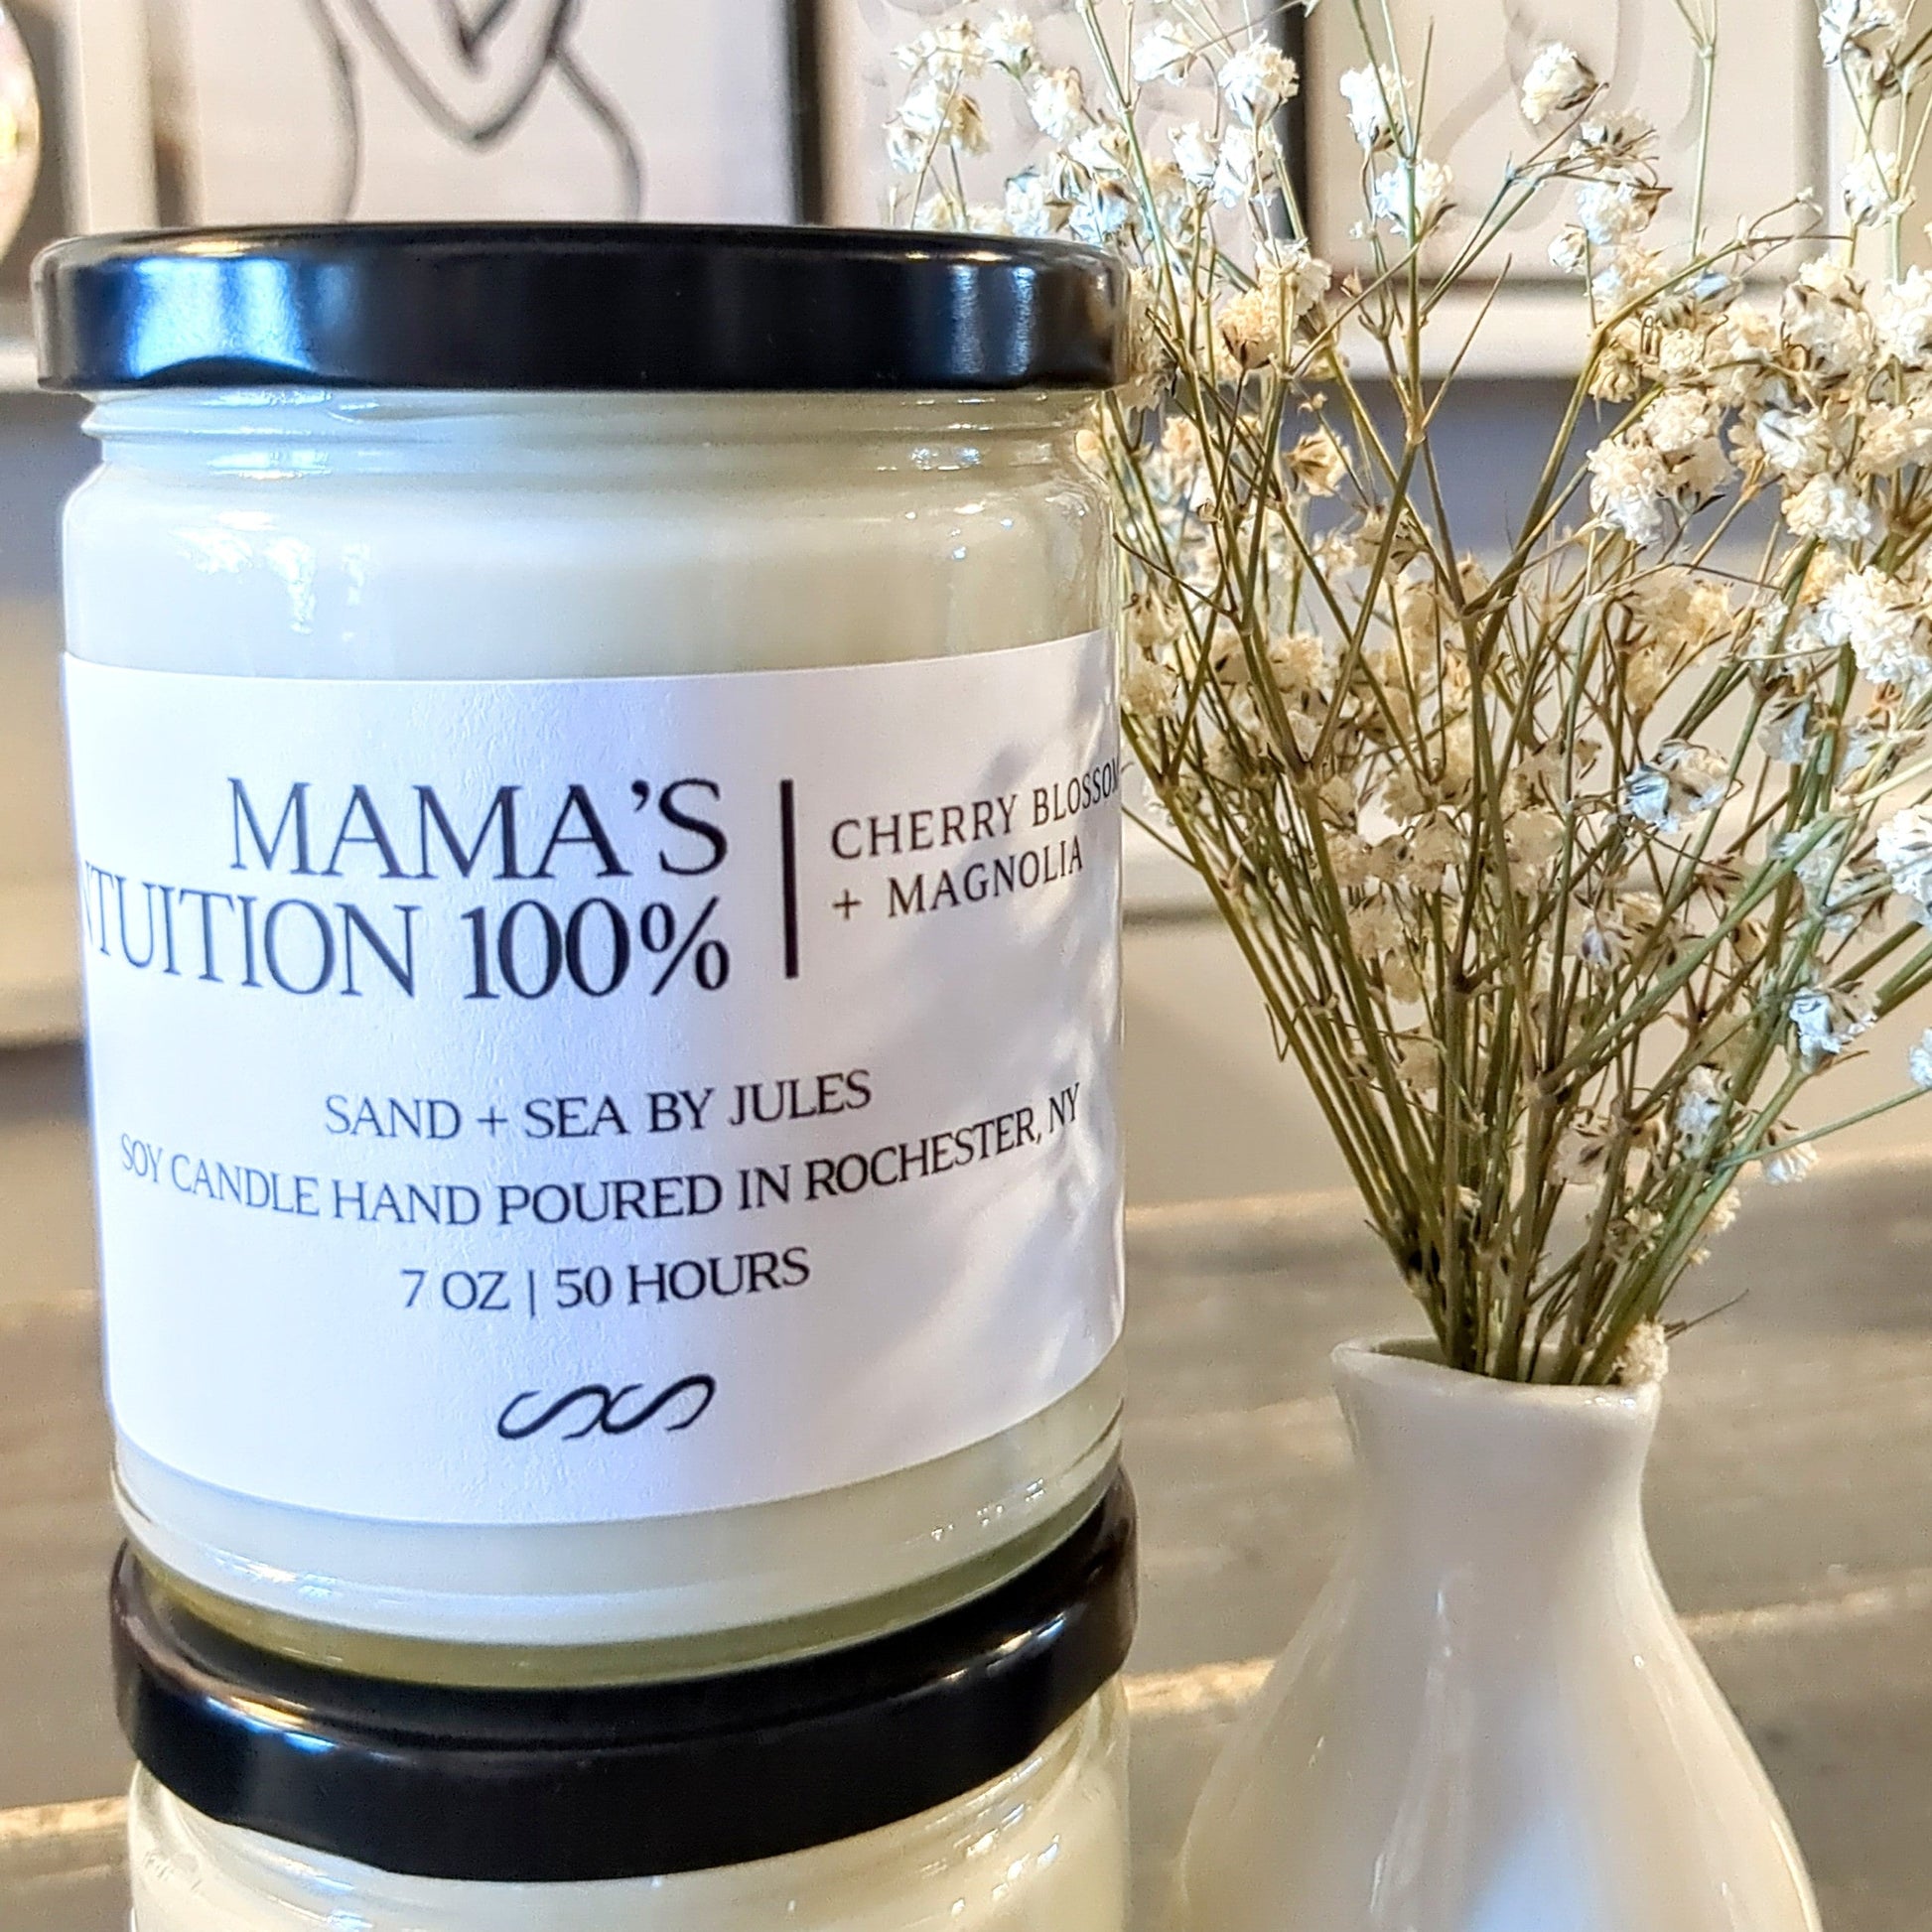 MAMA'S
NTUITION 100%
CHERRY BLOSSOM
+ MAGNOLIA
SAND + SEA BY JULES
SOY CANDLE HAND POURED IN ROCHESTER, NY
7 OZ | 50 HOURS